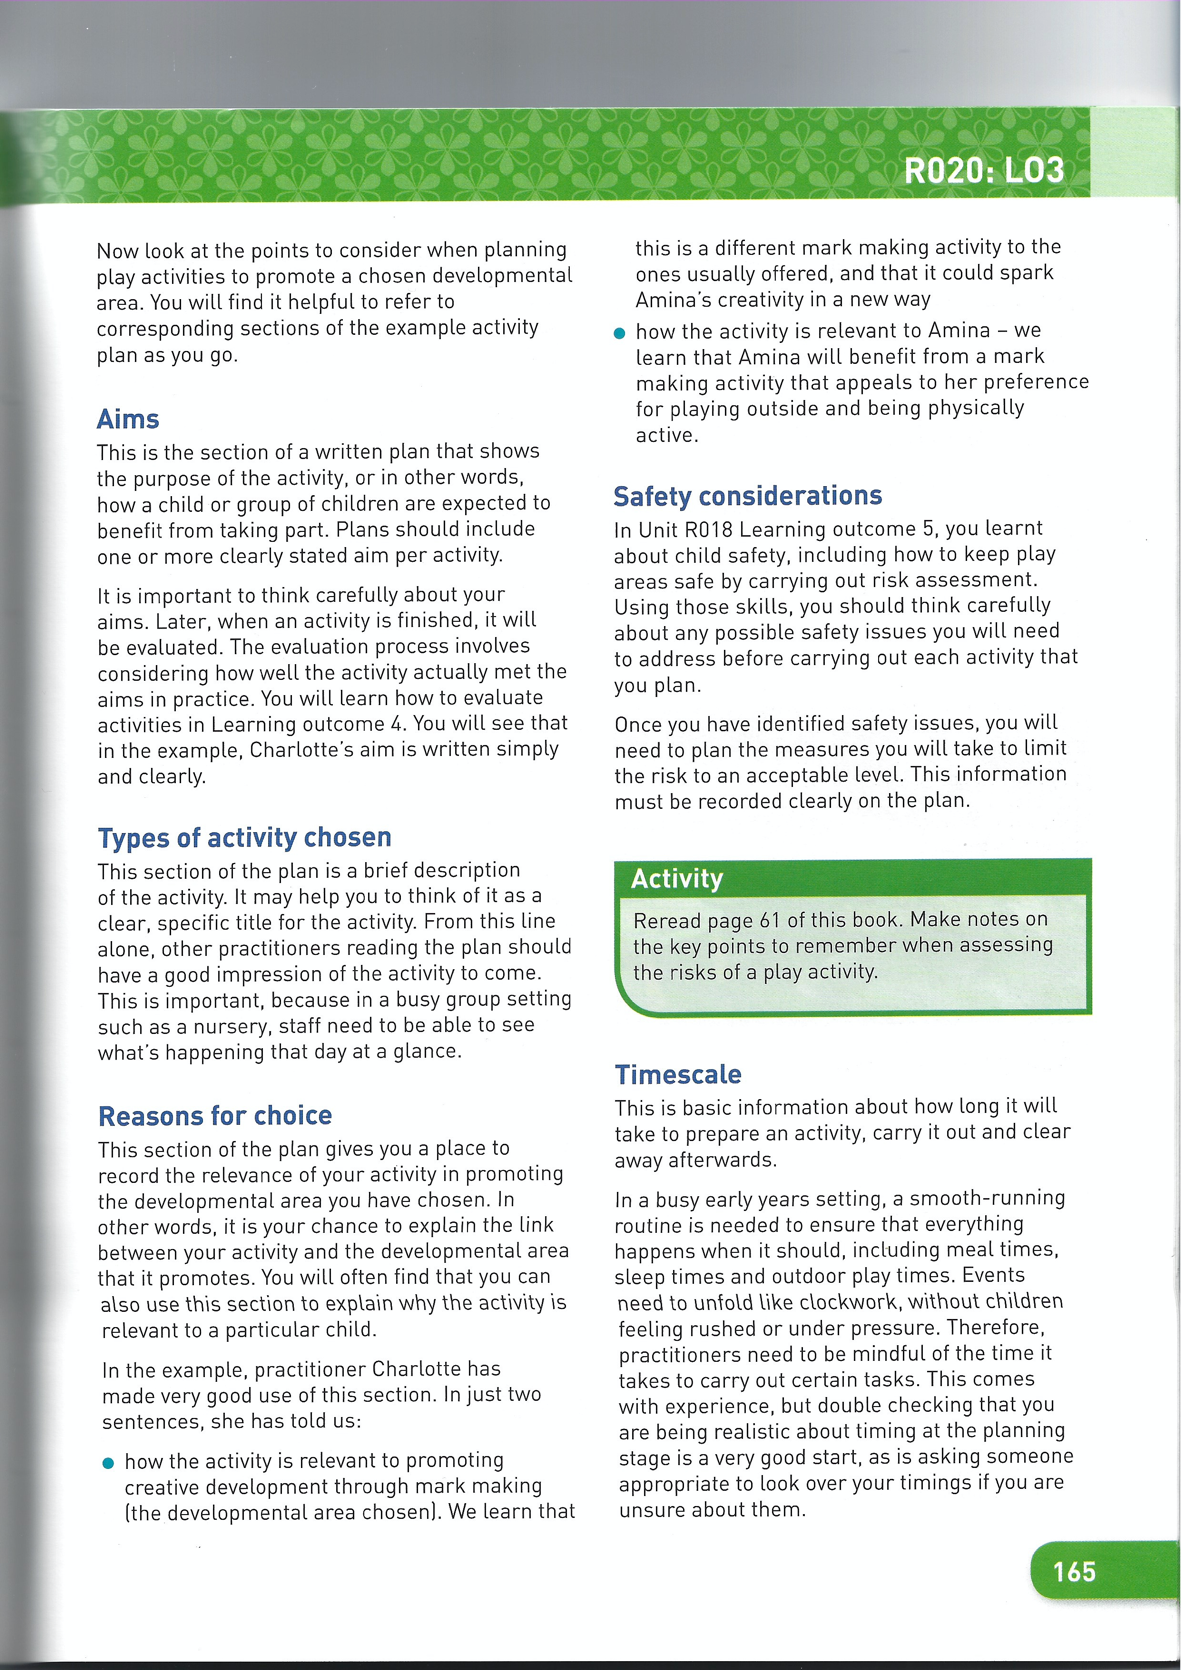 R020: LO3
Now look at the points to consider when planning
play activities to promote a chosen developmental
area. You will find it helpful to refer to
corresponding sections of the example activity
plan as you go.
Aims
This is the section of a written plan that shows
the purpose of the activity, or in other words,
how a child or group of children are expected to
benefit from taking part. Plans should include
one or more clearly stated aim per activity.
It is important to think carefully about your
aims. Later, when an activity is finished, it will
be evaluated. The evaluation process involves
considering how well the activity actually met the
aims in practice. You will learn how to evaluate
activities in Learning outcome 4. You will see that
in the example, Charlotte's aim is written simply
and clearly.
Types of activity chosen
This section of the plan is a brief description
of the activity. It may help you to think of it as a
clear, specific title for the activity. From this line
alone, other practitioners reading the plan should
have a good impression of the activity to come.
This is important, because in a busy group setting
such as a nursery, staff need to be able to see
what's happening that day at a glance.
Reasons for choice
This section of the plan gives you a place to
record the relevance of your activity in promoting
the developmental area you have chosen. In
other words, it is your chance to explain the link
between your activity and the developmental area
that it promotes. You will often find that you can
also use this section to explain why the activity is
relevant to a particular child.
In the example, practitioner Charlotte has
made very good use of this section. In just two
sentences, she has told us:
● how the activity is relevant to promoting
creative development through mark making
(the developmental area chosen). We learn that
this is a different mark making activity to the
ones usually offered, and that it could spark
Amina's creativity in a new way
● how the activity is relevant to Amina – we
learn that Amina will benefit from a mark
making activity that appeals to her preference
for playing outside and being physically
active.
Safety considerations
In Unit R018 Learning outcome 5, you learnt
about child safety, including how to keep play
areas safe by carrying out risk assessment.
Using those skills, you should think carefully
about any possible safety issues you will need
to address before carrying out each activity that
you plan.
Once you have identified safety issues, you will
need to plan the measures you will take to limit
the risk to an acceptable level. This information
must be recorded clearly on the plan.
Activity
Reread page 61 of this book. Make notes on
the key points to remember when assessing
the risks of a play activity.
Timescale
This is basic information about how long it will
take to prepare an activity, carry it out and clear
away afterwards.
In a busy early years setting, a smooth-running
routine is needed to ensure that everything
happens when it should, including meal times,
sleep times and outdoor play times. Events
need to unfold like clockwork, without children
feeling rushed or under pressure. Therefore,
practitioners need to be mindful of the time it
takes to carry out certain tasks. This comes
with experience, but double checking that you
are being realistic about timing at the planning
stage is a very good start, as is asking someone
appropriate to look over your timings if you are
unsure about them.
165